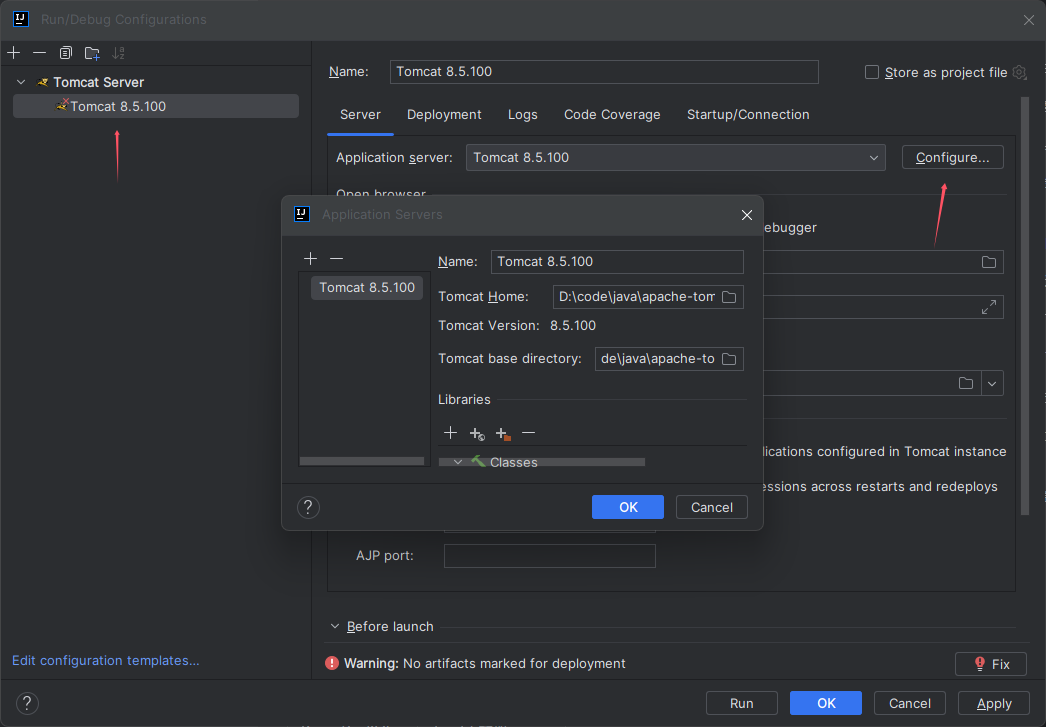 Run/Debug Configurations
Tomcat Server
Tomcat 8.5.100
Name: Tomcat 8.5.100
Store as project file
Server Deployment Logs Code Coverage Startup/Connection
Application server: Tomcat 8.5.100 Configure...
Open browser
ebugger
Application Servers
Tomcat 8.5.100
Name: Tomcat 8.5.100
Tomcat Home: D:\code\java\apache-tom
Tomcat Version: 8.5.100
Tomcat base directory: de\java\apache-to
Libraries
Classes
? OK Cancel
lications configured in Tomcat instance
essions across restarts and redeploys
AJP port:
Before launch
Edit configuration templates...
Warning: No artifacts marked for deployment
Fix
? Run OK Cancel Apply